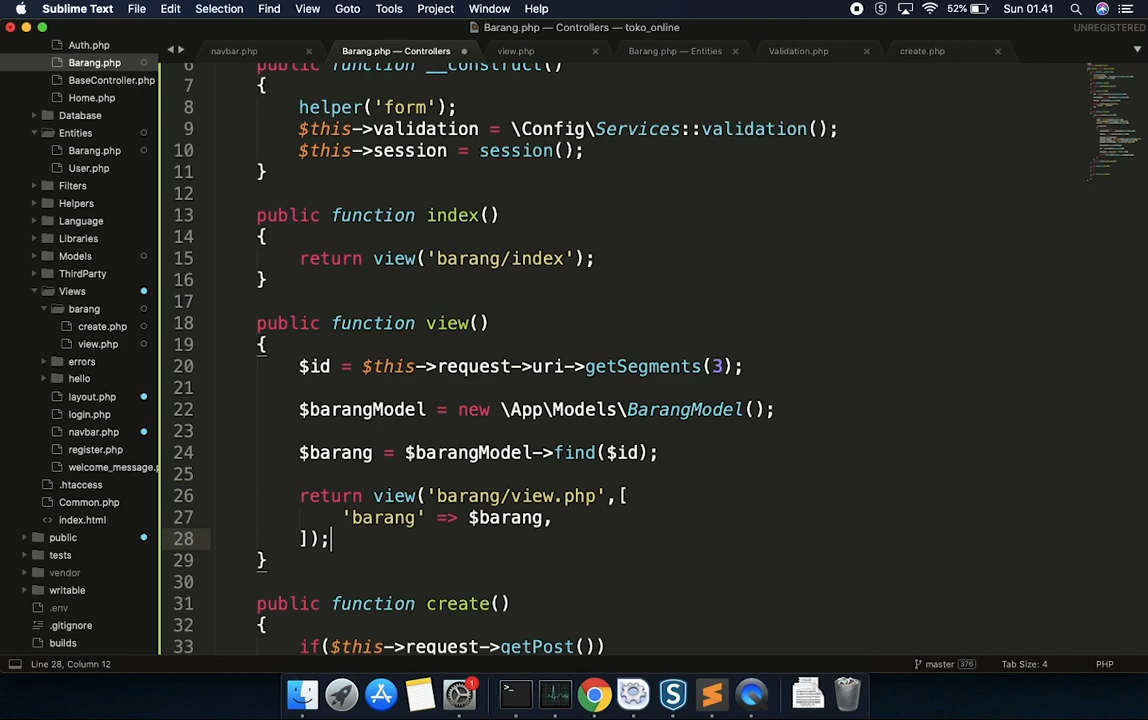 Sublime Text File Edit Selection Find View Goto Tools Project Window Help 52% Sun 01.41
Barang.php — Controllers — toko_online UNREGISTERED
navbar.php Barang.php — Controllers view.php Barang.php — Entities Validation.php create.php
Auth.php
Barang.php
BaseController.php
Home.php
Database
Entities
Barang.php
User.php
Filters
Helpers
Language
Libraries
Models
ThirdParty
Views
barang
create.php
view.php
errors
hello
layout.php
login.php
navbar.php
register.php
welcome_message.p
.htaccess
Common.php
index.html
public
tests
vendor
writable
.env
.gitignore
builds
6 public function __construct()
7 {
8 helper('form');
9 $this->validation = \Config\Services::validation();
10 $this->session = session();
11 }
12
13 public function index()
14 {
15 return view('barang/index');
16 }
17
18 public function view()
19 {
20 $id = $this->request->uri->getSegments(3);
21
22 $barangModel = new \App\Models\BarangModel();
23
24 $barang = $barangModel->find($id);
25
26 return view('barang/view.php',[
27 'barang' => $barang,
28 ]);
29 }
30
31 public function create()
32 {
33 if($this->request->getPost())
Line 28, Column 12 master 376 Tab Size: 4 PHP
1